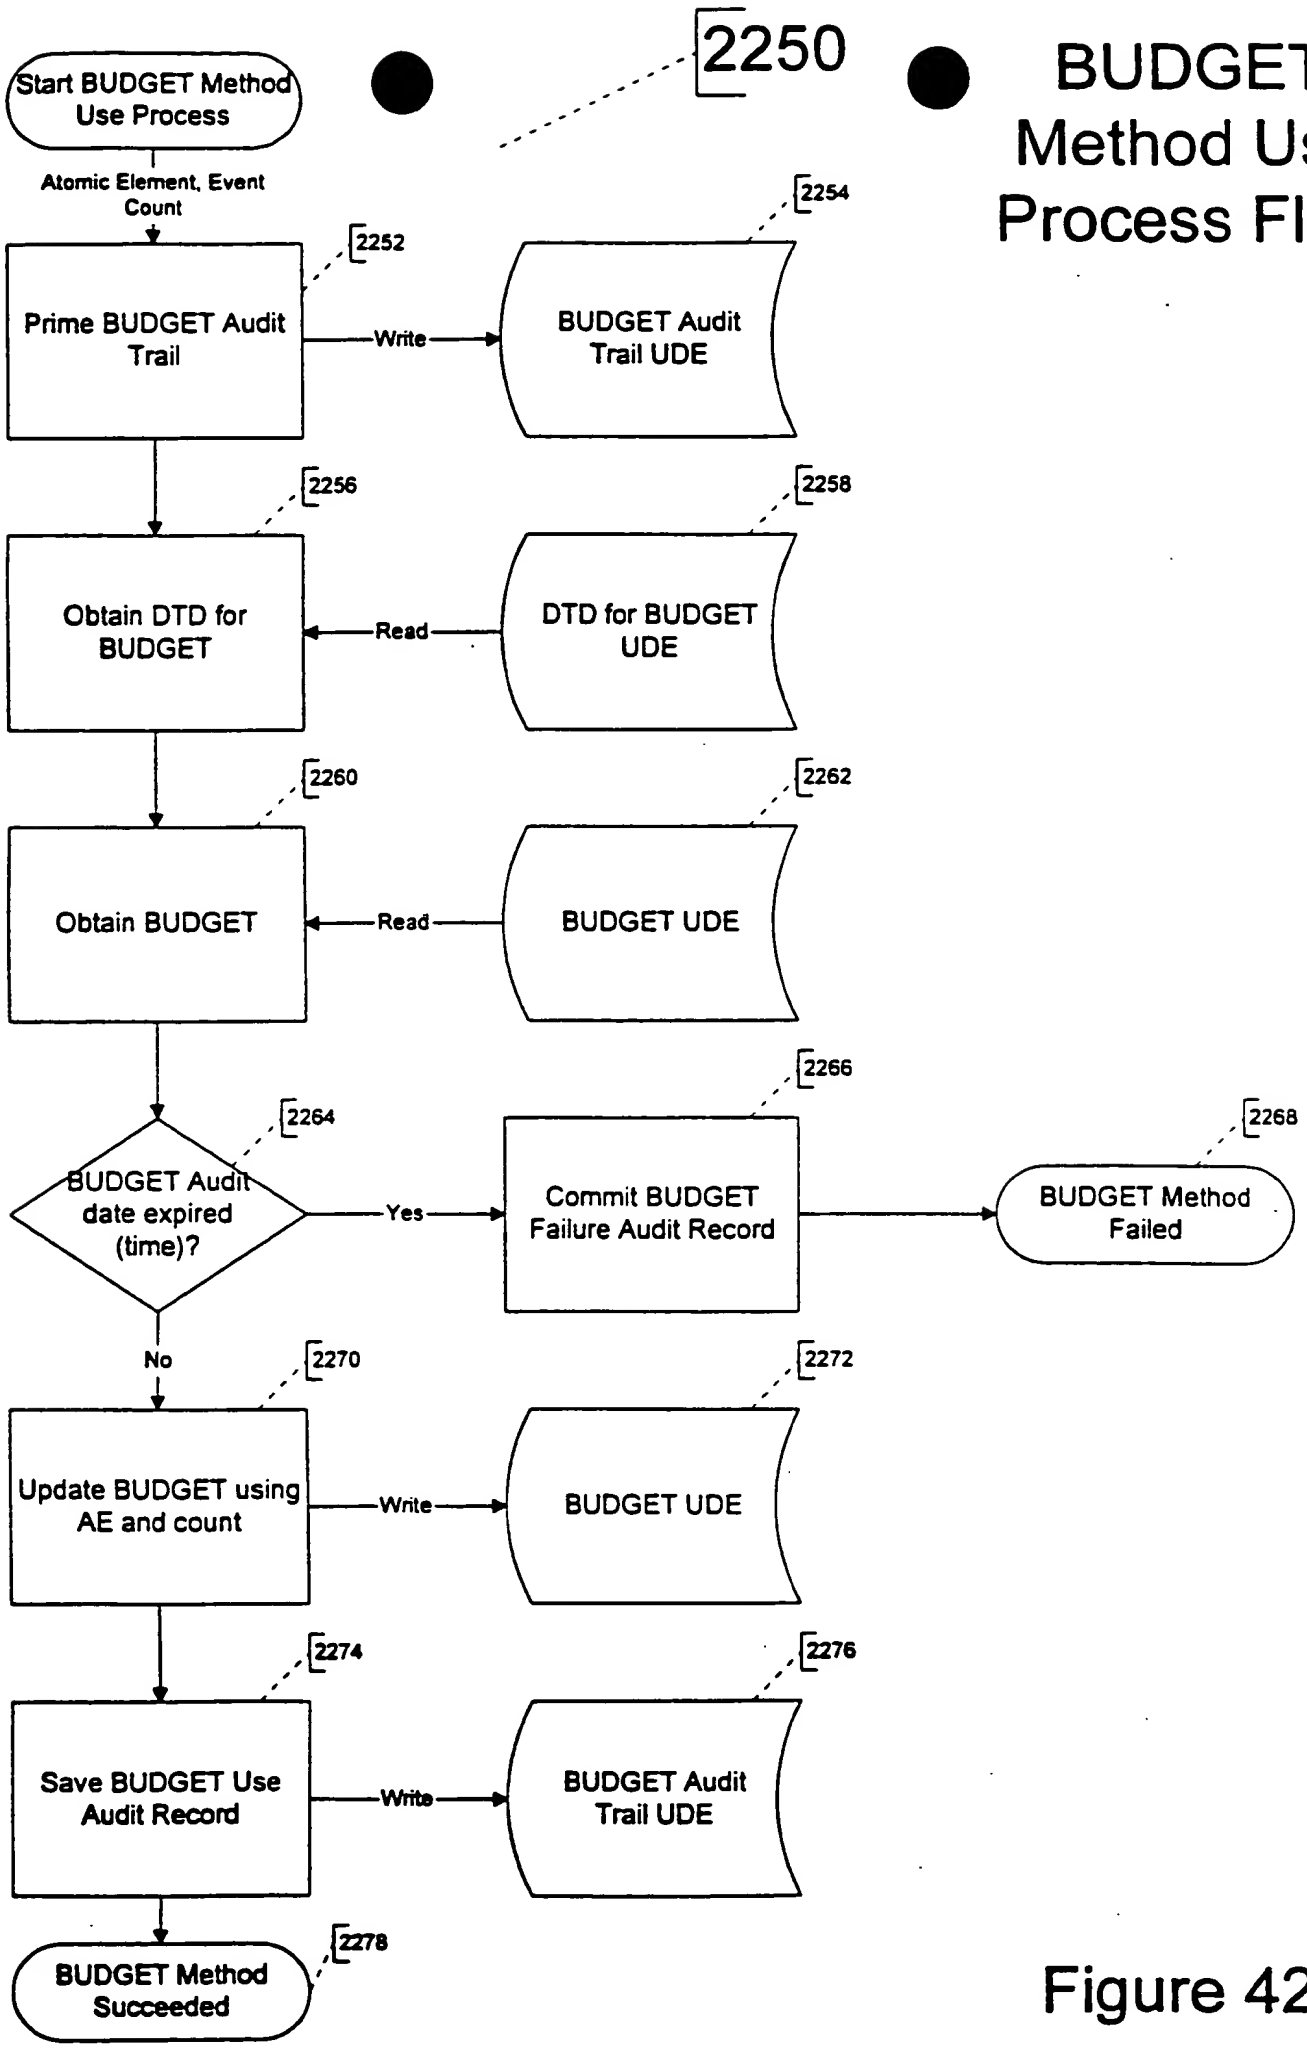 2250
BUDGET
Method Us
Process Fl
Start BUDGET Method
Use Process
Atomic Element, Event
Count
2252
2254
Prime BUDGET Audit
Trail
Write
BUDGET Audit
Trail UDE
2256
2258
Obtain DTD for
BUDGET
Read
DTD for BUDGET
UDE
2260
2262
Obtain BUDGET
Read
BUDGET UDE
2264
2266
2268
BUDGET Audit
date expired
(time)?
Yes
Commit BUDGET
Failure Audit Record
BUDGET Method
Failed
No
2270
2272
Update BUDGET using
AE and count
Write
BUDGET UDE
2274
2276
Save BUDGET Use
Audit Record
Write
BUDGET Audit
Trail UDE
2278
BUDGET Method
Succeeded
Figure 42